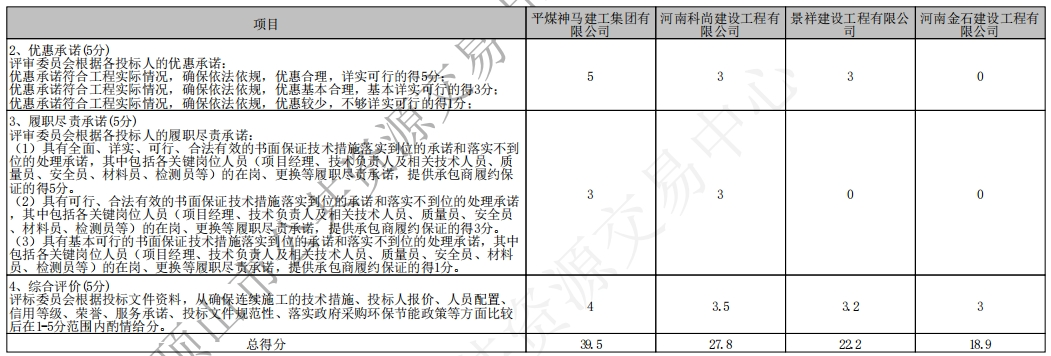 项目
平煤神马建工集团有限公司
河南科尚建设工程有限公司
景祥建设工程有限公司
河南金石建设工程有限公司
2、优惠承诺(5分)
评审委员会根据各投标人的优惠承诺:
优惠承诺符合工程实际情况，确保依法依规，优惠合理，详实可行的得5分；
优惠承诺符合工程实际情况，确保依法依规，优惠基本合理，基本详实可行的得3分；
优惠承诺符合工程实际情况，确保依法依规，优惠较少，不够详实可行的得1分；
5
3
3
0
3、履职尽责承诺(5分)
评审委员会根据各投标人的履职尽责承诺:
（1）具有全面、详实、可行、合法有效的书面保证技术措施落实到位的承诺和落实不到
位的处理承诺，其中包括各关键岗位人员（项目经理、技术负责人及相关技术人员、质
量员、安全员、材料员、检测员等）的在岗、更换等履职尽责承诺，提供承包商履约保
证的得5分。
（2）具有可行、合法有效的书面保证技术措施落实到位的承诺和落实不到位的处理承诺
，其中包括各关键岗位人员（项目经理、技术负责人及相关技术人员、质量员、安全员
、材料员、检测员等）的在岗、更换等履职尽责承诺，提供承包商履约保证的得3分。
（3）具有基本可行的书面保证技术措施落实到位的承诺和落实不到位的处理承诺，其中
包括各关键岗位人员（项目经理、技术负责人及相关技术人员、质量员、安全员、材料
员、检测员等）的在岗、更换等履职尽责承诺，提供承包商履约保证的得1分。
3
3
0
0
4、综合评价(5分)
评标委员会根据投标文件资料，从确保连续施工的技术措施、投标人报价、人员配置、
信用等级、荣誉、服务承诺、投标文件规范性、落实政府采购环保节能政策等方面比较
后在1-5分范围内酌情给分。
4
3.5
3.2
3
总得分
39.5
27.8
22.2
18.9
顶山市公共资源交易
共资源交易中心